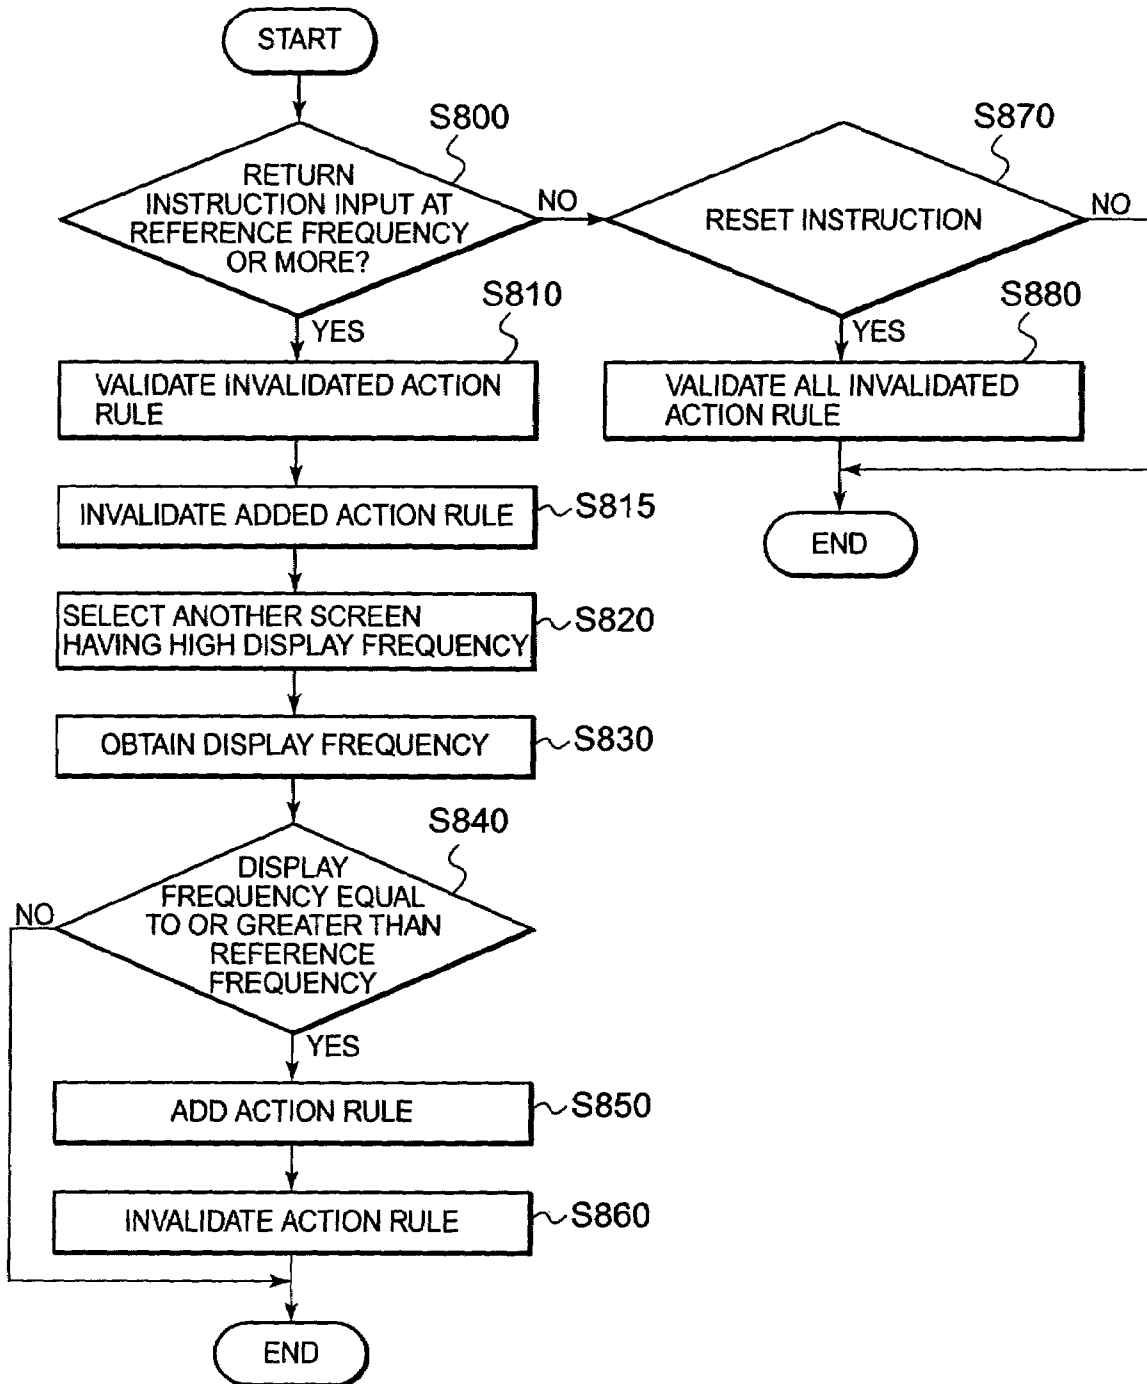 START
S800
RETURN
INSTRUCTION INPUT AT
REFERENCE FREQUENCY
OR MORE?
NO
YES
S870
RESET INSTRUCTION
NO
YES
S810
VALIDATE INVALIDATED ACTION
RULE
S880
VALIDATE ALL INVALIDATED
ACTION RULE
END
INVALIDATE ADDED ACTION RULE
S815
SELECT ANOTHER SCREEN
HAVING HIGH DISPLAY FREQUENCY
S820
OBTAIN DISPLAY FREQUENCY
S830
S840
DISPLAY
FREQUENCY EQUAL
TO OR GREATER THAN
REFERENCE
FREQUENCY
NO
YES
ADD ACTION RULE
S850
INVALIDATE ACTION RULE
S860
END